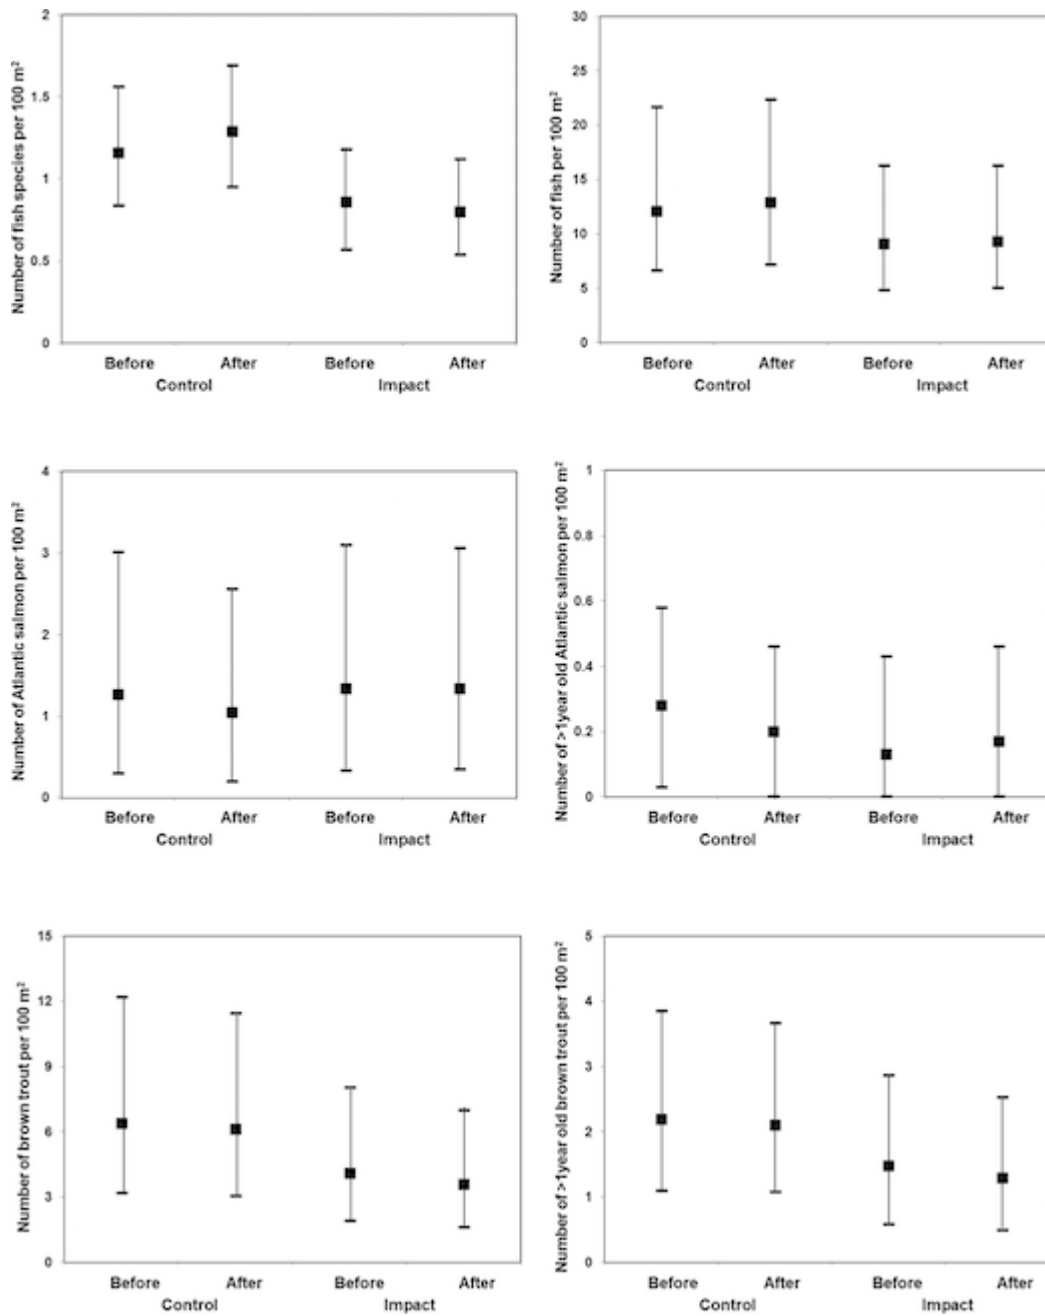 Number of fish species per 100 m²
2
1.5
1
0.5
0
Before After Before After
Control Impact
Number of fish per 100 m²
30
25
20
15
10
5
0
Before After Before After
Control Impact
Number of Atlantic salmon per 100 m²
4
3
2
1
0
Before After Before After
Control Impact
Number of >1year old Atlantic salmon per 100 m²
1
0.8
0.6
0.4
0.2
0
Before After Before After
Control Impact
Number of brown trout per 100 m²
15
12
9
6
3
0
Before After Before After
Control Impact
Number of >1year old brown trout per 100 m²
5
4
3
2
1
0
Before After Before After
Control Impact